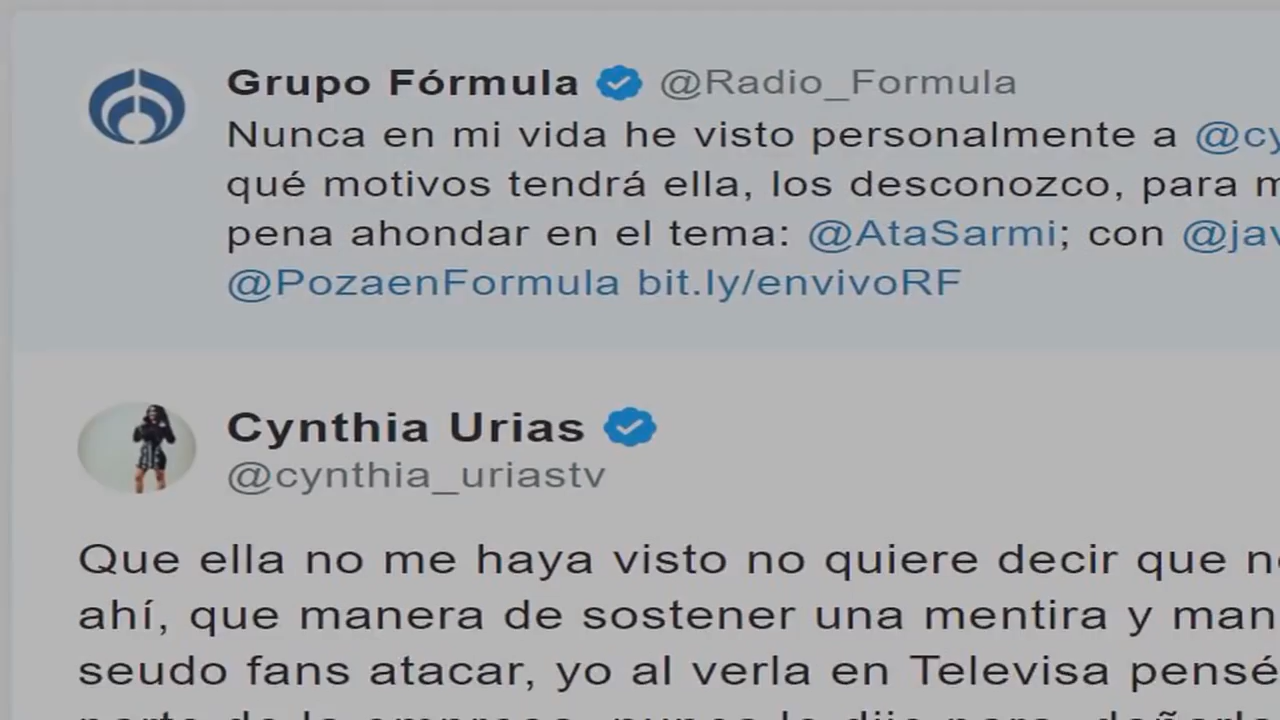 Grupo Fórmula @Radio_Formula
Nunca en mi vida he visto personalmente a @cy
qué motivos tendrá ella, los desconozco, para m
pena ahondar en el tema: @AtaSarmi; con @jav
@PozaenFormula bit.ly/envivoRF
Cynthia Urias
@cynthia_uriastv
Que ella no me haya visto no quiere decir que n
ahí, que manera de sostener una mentira y man
seudo fans atacar, yo al verla en Televisa pensé